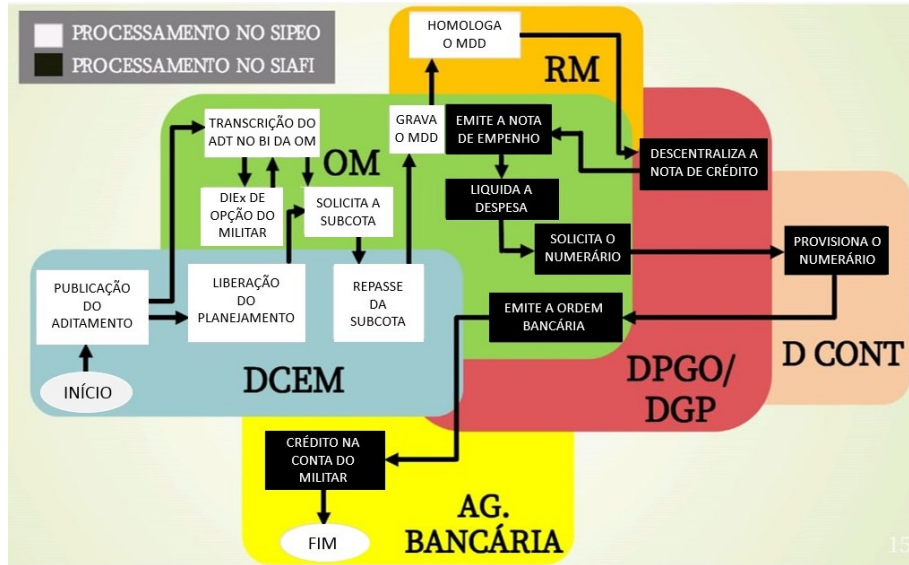 PROCESSAMENTO NO SIPEO
PROCESSAMENTO NO SIAFI
HOMOLOGA
O MDD
RM
TRANSCRIÇÃO DO
ADT NO BI DA OM
GRAVA
O MDD
EMITE A NOTA
DE EMPENHO
DESCENTRALIZA A
NOTA DE CRÉDITO
OM
DIEx DE
OPÇÃO DO
MILITAR
SOLICITA A
SUBCOTA
LIQUIDA A
DESPESA
SOLICITA O
NUMERÁRIO
PROVISIONA O
NUMERÁRIO
PUBLICAÇÃO
DO
ADITAMENTO
LIBERAÇÃO
DO
PLANEJAMENTO
REPASSE
DA
SUBCOTA
EMITE A ORDEM
BANCÁRIA
INÍCIO
DCEM
DPGO/
DGP
D CONT
CRÉDITO NA
CONTA DO
MILITAR
FIM
AG.
BANCÁRIA
15